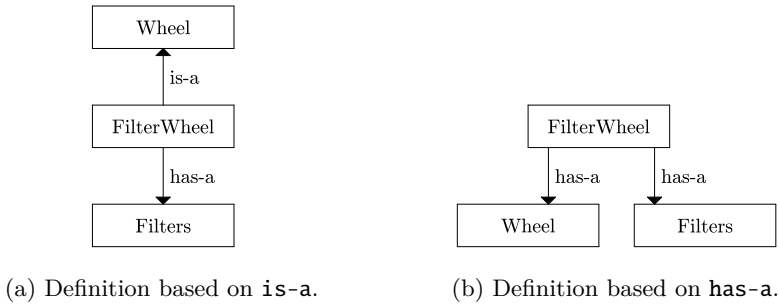 Wheel
is-a
FilterWheel
has-a
Filters
(a) Definition based on is-a.
FilterWheel
has-a
has-a
Wheel
Filters
(b) Definition based on has-a.